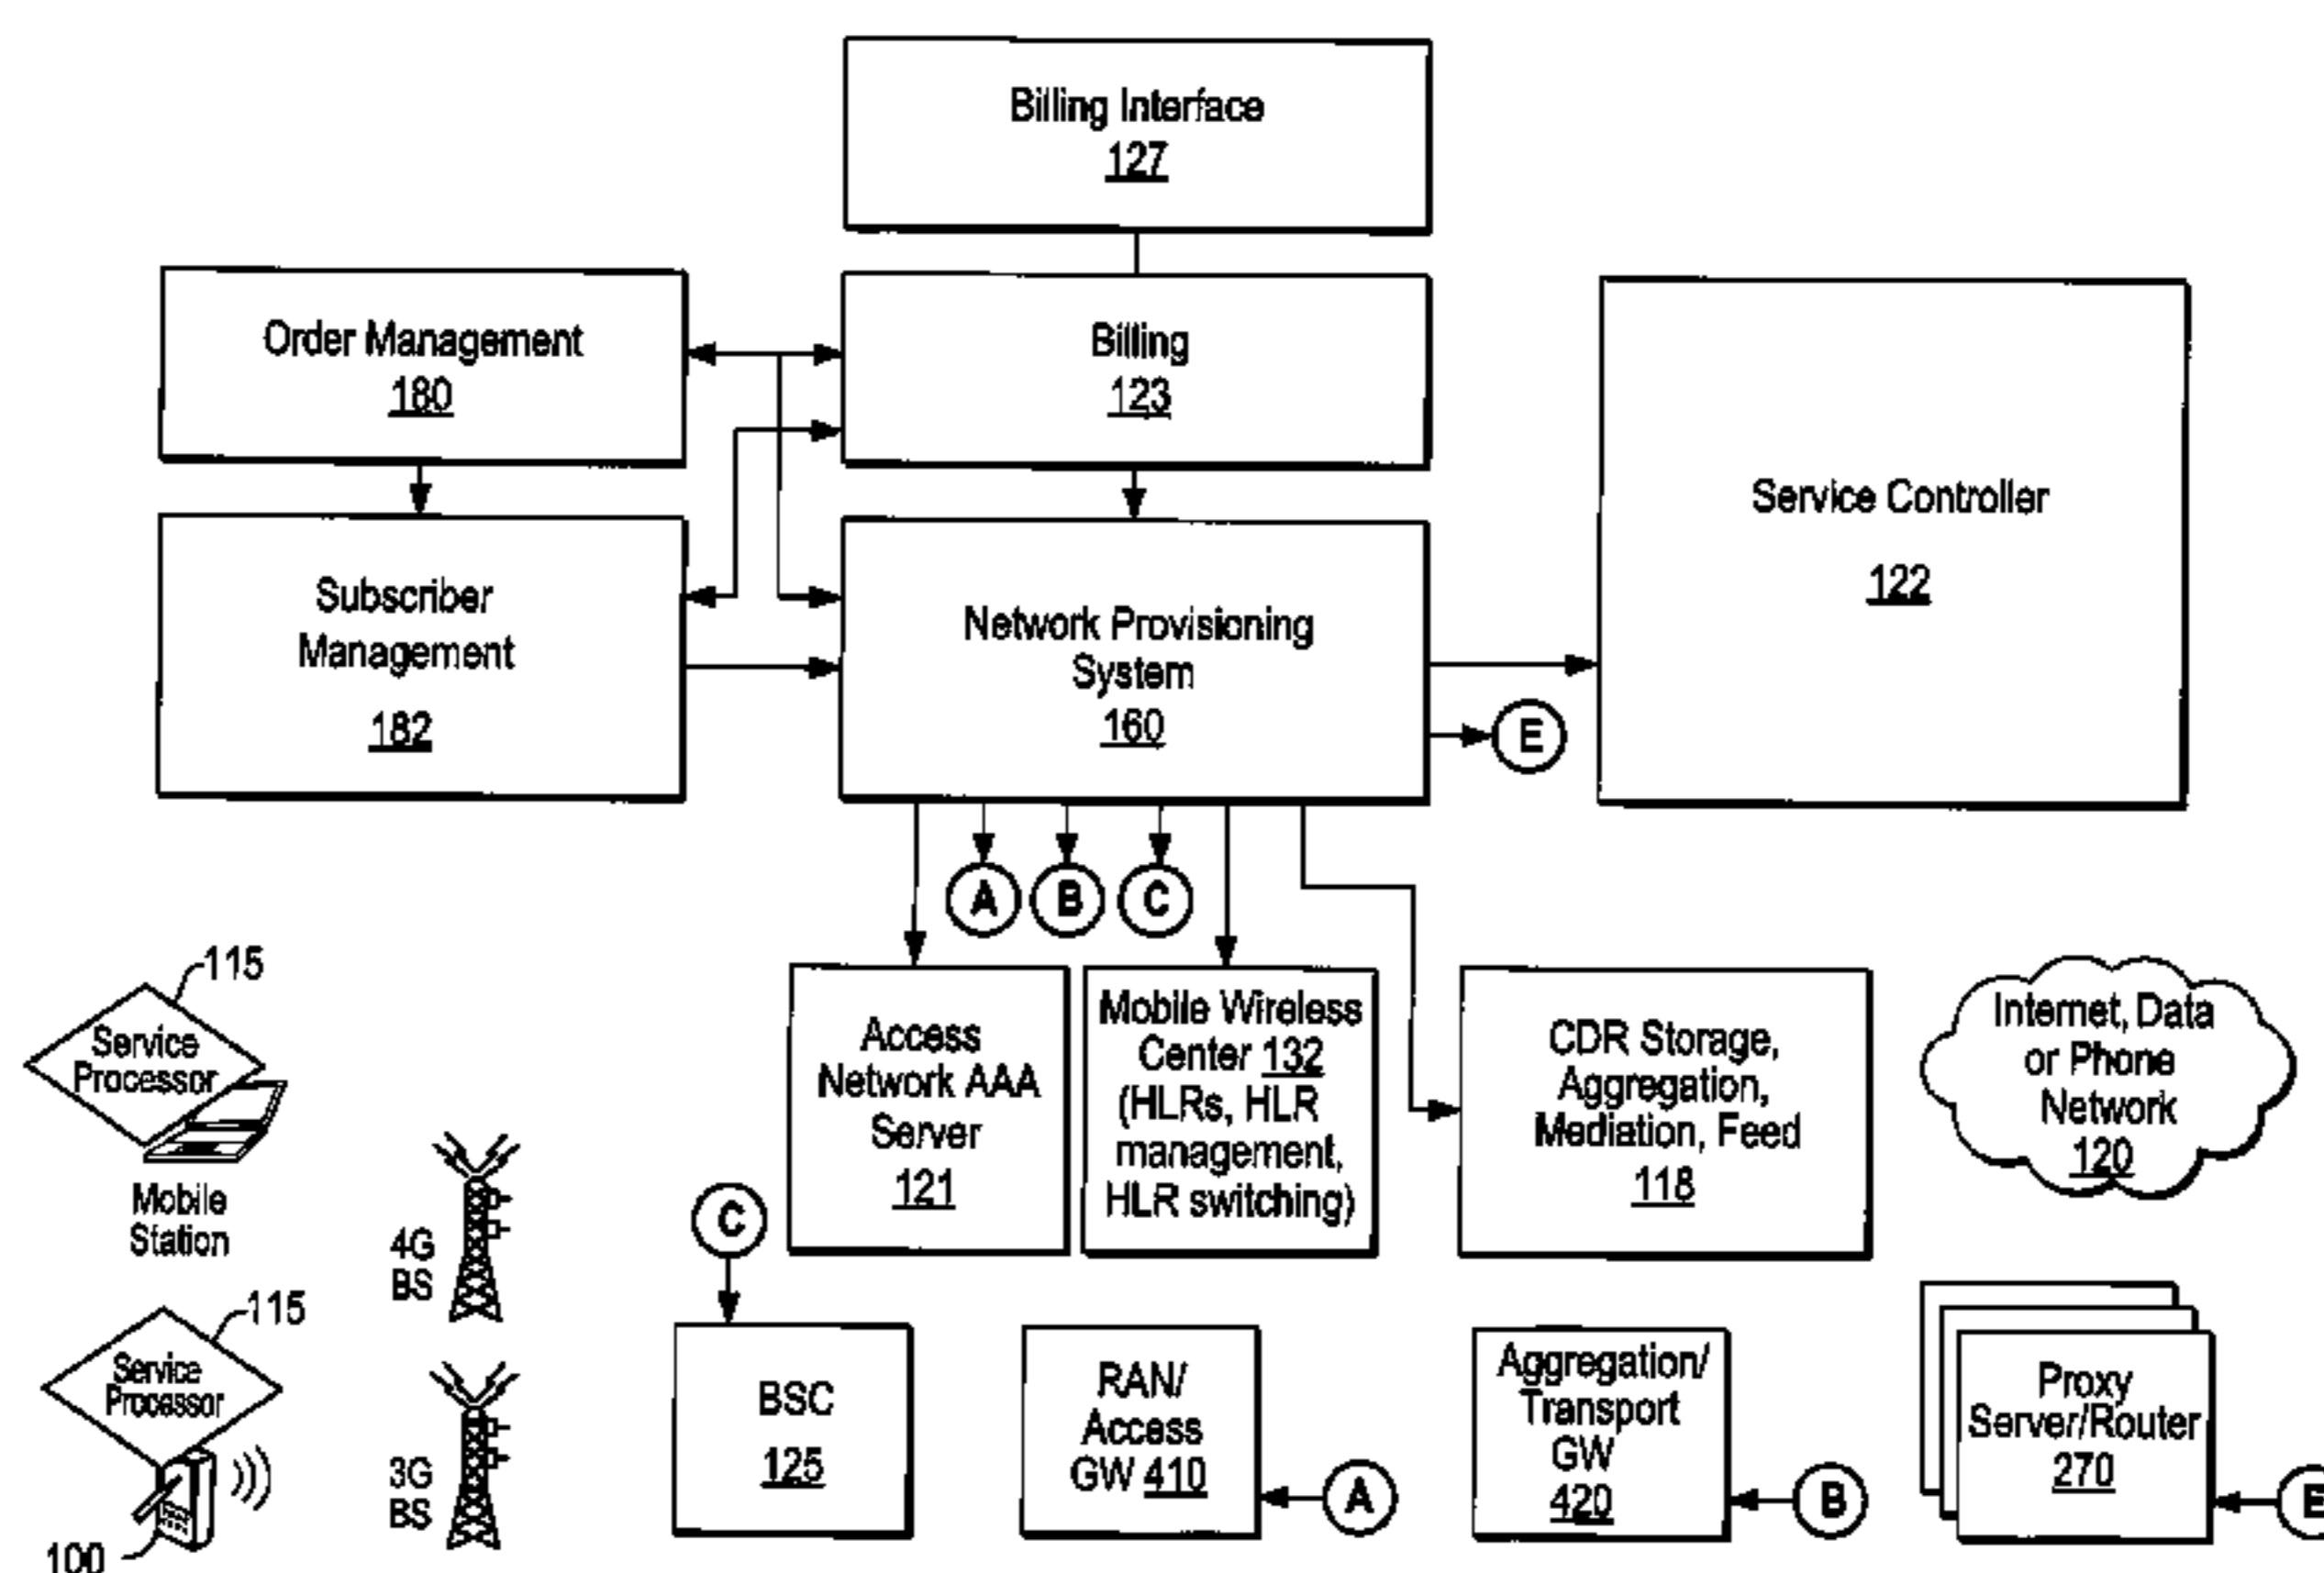 Billing Interface
127
Order Management
180
Billing
123
Service Controller
122
Subscriber
Management
182
Network Provisioning
System
160
E
A
B
C
115
Service
Processor
Mobile
Station
4G
BS
Access
Network AAA
Server
121
Mobile Wireless
Center 132
(HLRs, HLR
management,
HLR switching)
CDR Storage,
Aggregation,
Mediation, Feed
118
Internet, Data
or Phone
Network
120
C
115
Service
Processor
100
3G
BS
BSC
125
RAN/
Access
GW 410
A
Aggregation/
Transport
GW
420
B
Proxy
Server/Router
270
E